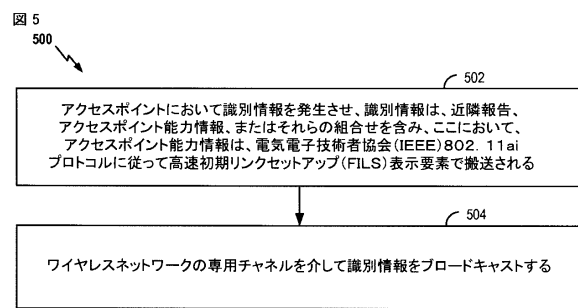 図 5
500
502
アクセスポイントにおいて識別情報を発生させ、識別情報は、近隣報告、
アクセスポイント能力情報、またはそれらの組合せを含み、ここにおいて、
アクセスポイント能力情報は、電気電子技術者協会(IEEE)802. 11ai
プロトコルに従って高速初期リンクセットアップ(FILS)表示要素で搬送される
504
ワイヤレスネットワークの専用チャネルを介して識別情報をブロードキャストする